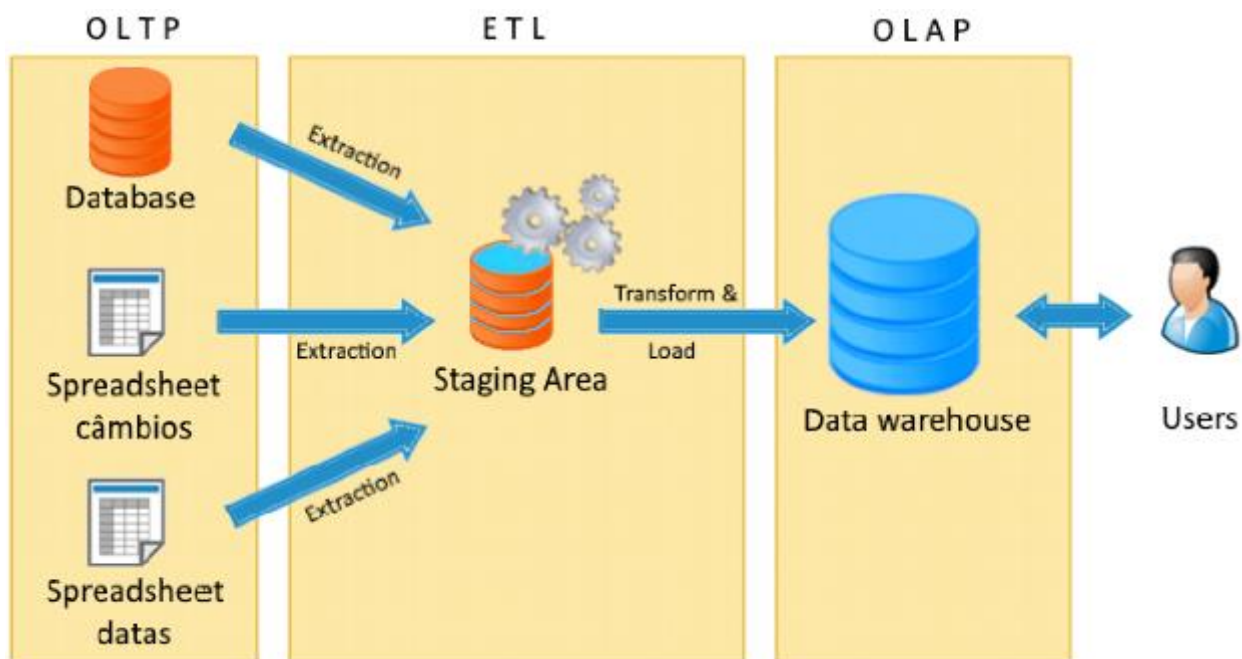 OLTP
ETL
OLAP
Database
Extraction
Spreadsheet
câmbios
Extraction
Spreadsheet
datas
Extraction
Staging Area
Transform &
Load
Data warehouse
Users